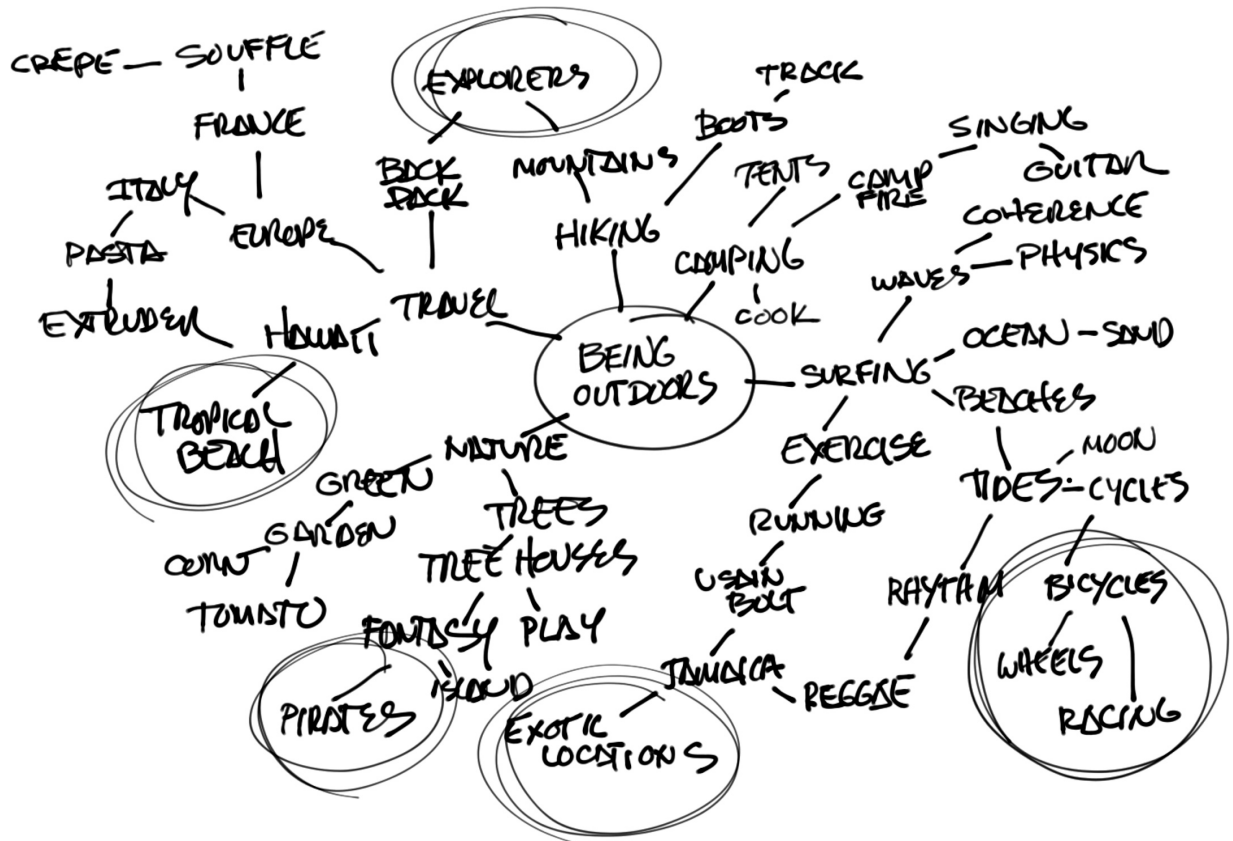 CREPE — SOUFFLÉ
EXPLORERS
TRACK
FRANCE
BOOTS
SINGING
ITALY
BACK
PACK
MOUNTAINS
TENTS
CAMP
FIRE
GUITAR
PASTA
EUROPE
HIKING
CAMPING
COHERENCE
WAVES
PHYSICS
EXTRUDER
HAWAII
TRAVEL
COOK
BEING
OUTDOORS
SURFING
OCEAN – SAND
TROPICAL
BEACH
BEACHES
NATURE
EXERCISE
MOON
GREEN
TREES
TIDES
CYCLES
GARDEN
RUNNING
CORN
TREE HOUSES
USAIN
BOLT
RHYTHM
BICYCLES
TOMATO
FANTASY
PLAY
WHEELS
ISLAND
JAMAICA
REGGAE
PIRATES
EXOTIC
LOCATIONS
RACING